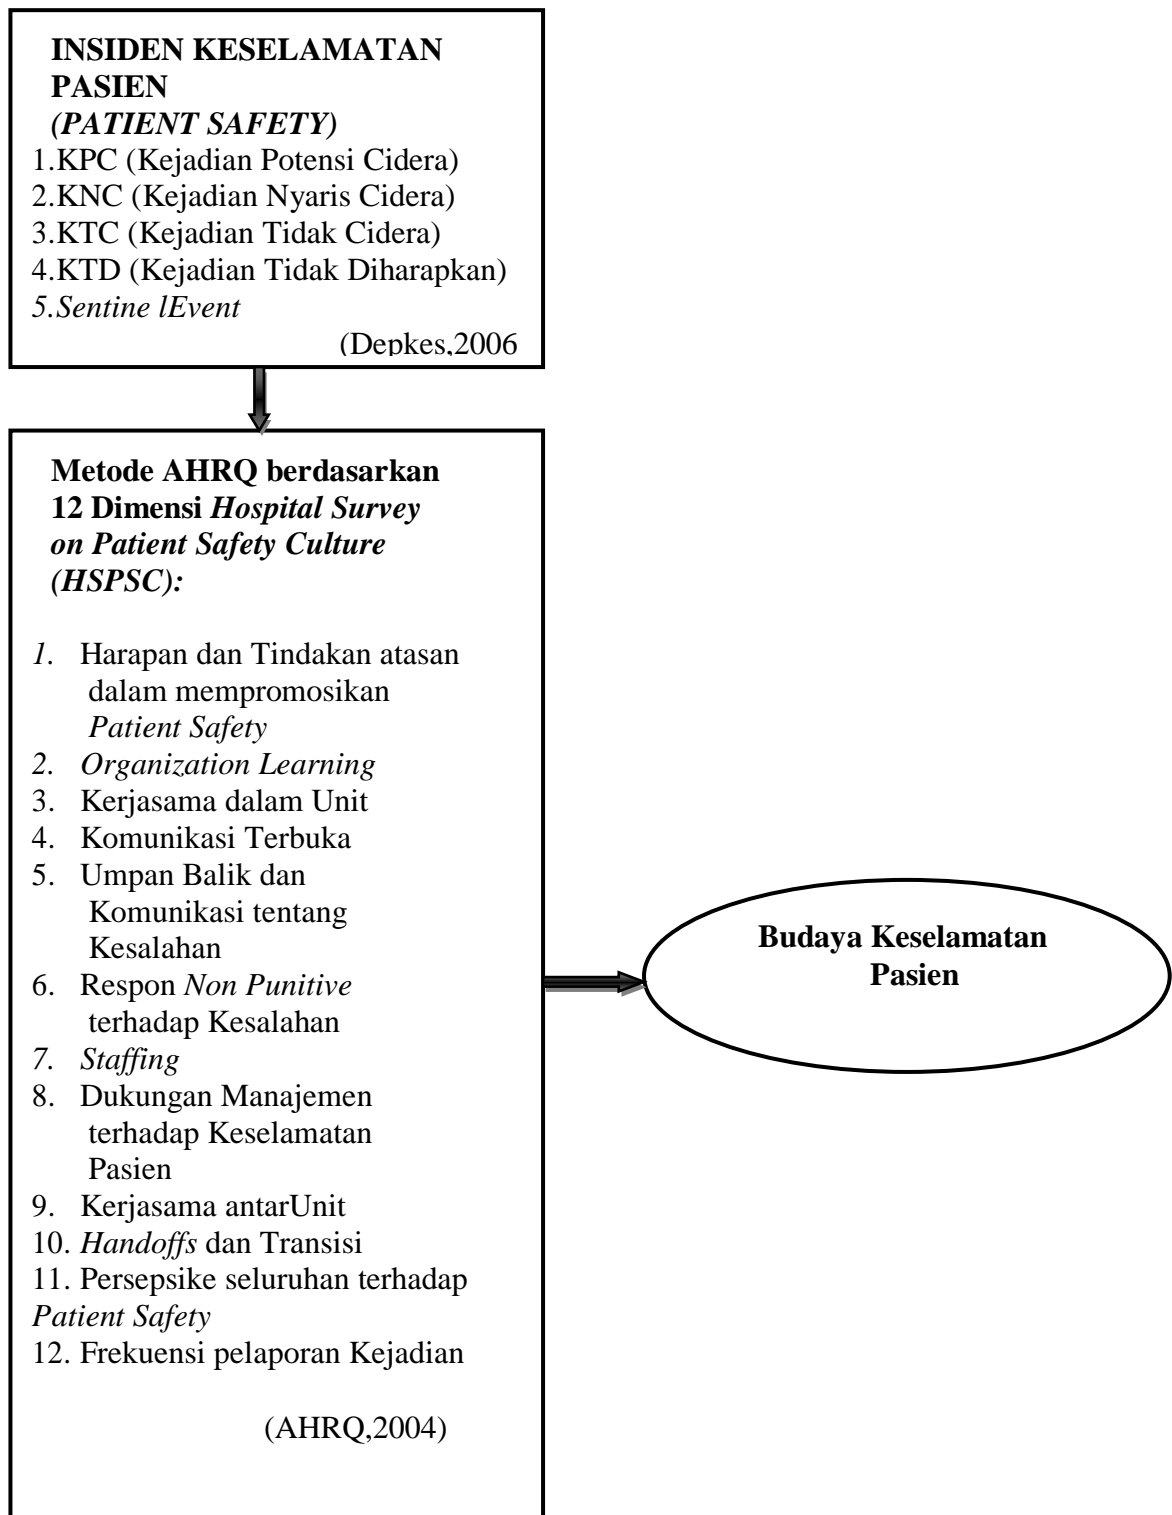 INSIDEN KESELAMATAN
PASIEN
(PATIENT SAFETY)
1.KPC (Kejadian Potensi Cidera)
2.KNC (Kejadian Nyaris Cidera)
3.KTC (Kejadian Tidak Cidera)
4.KTD (Kejadian Tidak Diharapkan)
5.Sentine lEvent
(Depkes,2006
Metode AHRQ berdasarkan
12 Dimensi Hospital Survey
on Patient Safety Culture
(HSPSC):
1. Harapan dan Tindakan atasan
dalam mempromosikan
Patient Safety
2. Organization Learning
3. Kerjasama dalam Unit
4. Komunikasi Terbuka
5. Umpan Balik dan
Komunikasi tentang
Kesalahan
6. Respon Non Punitive
terhadap Kesalahan
7. Staffing
8. Dukungan Manajemen
terhadap Keselamatan
Pasien
9. Kerjasama antarUnit
10. Handoffs dan Transisi
11. Persepsike seluruhan terhadap
Patient Safety
12. Frekuensi pelaporan Kejadian
(AHRQ,2004)
Budaya Keselamatan
Pasien